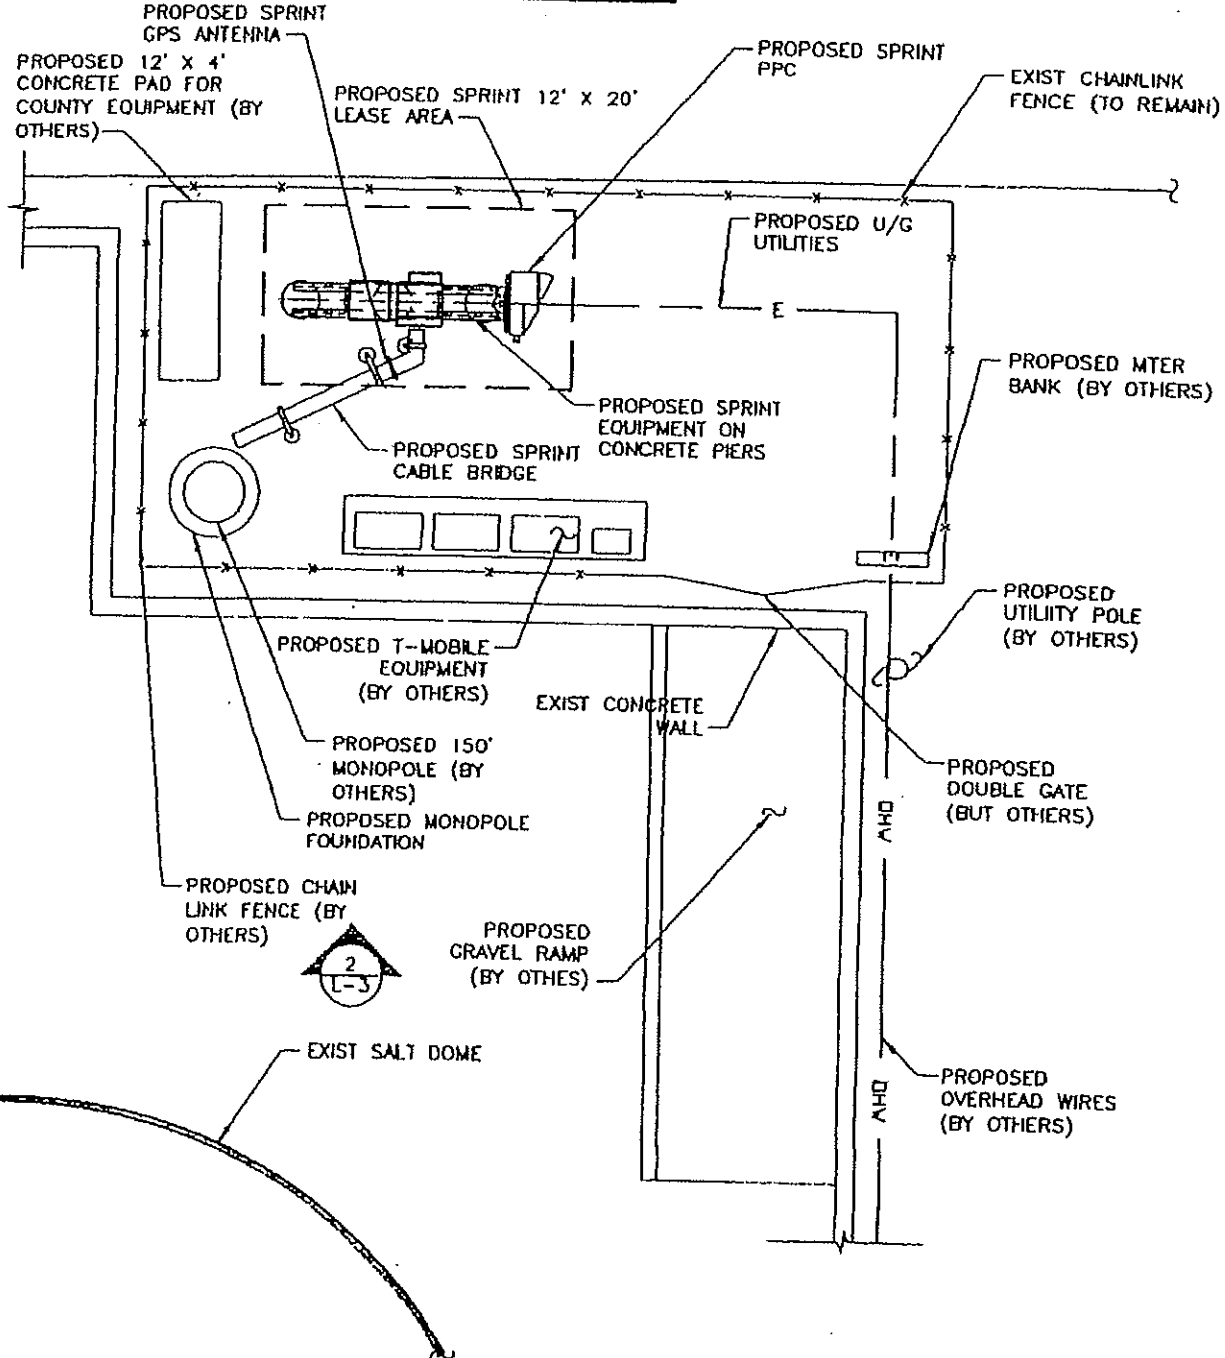 PROPOSED SPRINT
GPS ANTENNA
PROPOSED 12' X 4'
CONCRETE PAD FOR
COUNTY EQUIPMENT (BY
OTHERS)
PROPOSED SPRINT 12' X 20'
LEASE AREA
PROPOSED SPRINT
PPC
EXIST CHAINLINK
FENCE (TO REMAIN)
PROPOSED U/G
UTILITIES
E
PROPOSED MTER
BANK (BY OTHERS)
PROPOSED SPRINT
EQUIPMENT ON
CONCRETE PIERS
PROPOSED SPRINT
CABLE BRIDGE
PROPOSED
UTILITY POLE
(BY OTHERS)
PROPOSED T-MOBILE
EQUIPMENT
(BY OTHERS)
EXIST CONCRETE
WALL
PROPOSED 150'
MONOPOLE (BY
OTHERS)
PROPOSED
DOUBLE GATE
(BUT OTHERS)
OHW
PROPOSED MONOPOLE
FOUNDATION
PROPOSED CHAIN
LINK FENCE (BY
OTHERS)
PROPOSED
GRAVEL RAMP
(BY OTHES)
2
L-3
EXIST SALT DOME
PROPOSED
OVERHEAD WIRES
(BY OTHERS)
OHW